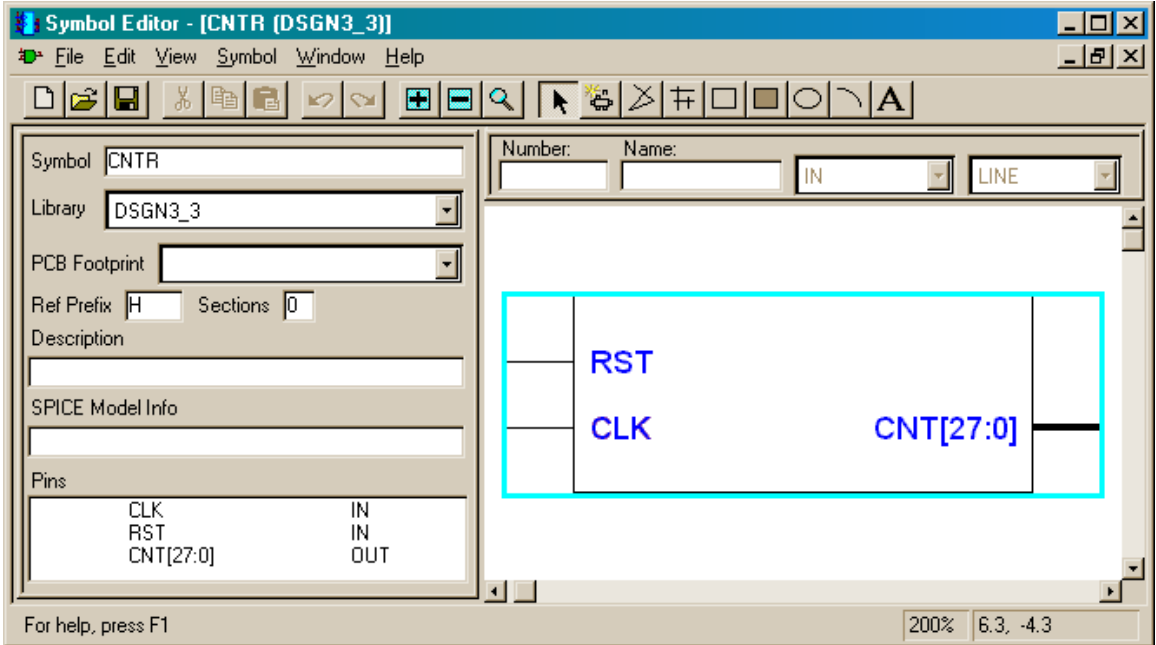 Symbol Editor - [CNTR (DSGN3_3)]
File Edit View Symbol Window Help
A
Symbol CNTR
Library DSGN3_3
PCB Footprint
Ref Prefix H Sections 0
Description
SPICE Model Info
Pins
CLK IN
RST IN
CNT[27:0] OUT
Number: Name:
IN LINE
RST
CLK CNT[27:0]
For help, press F1 200% 6.3, -4.3